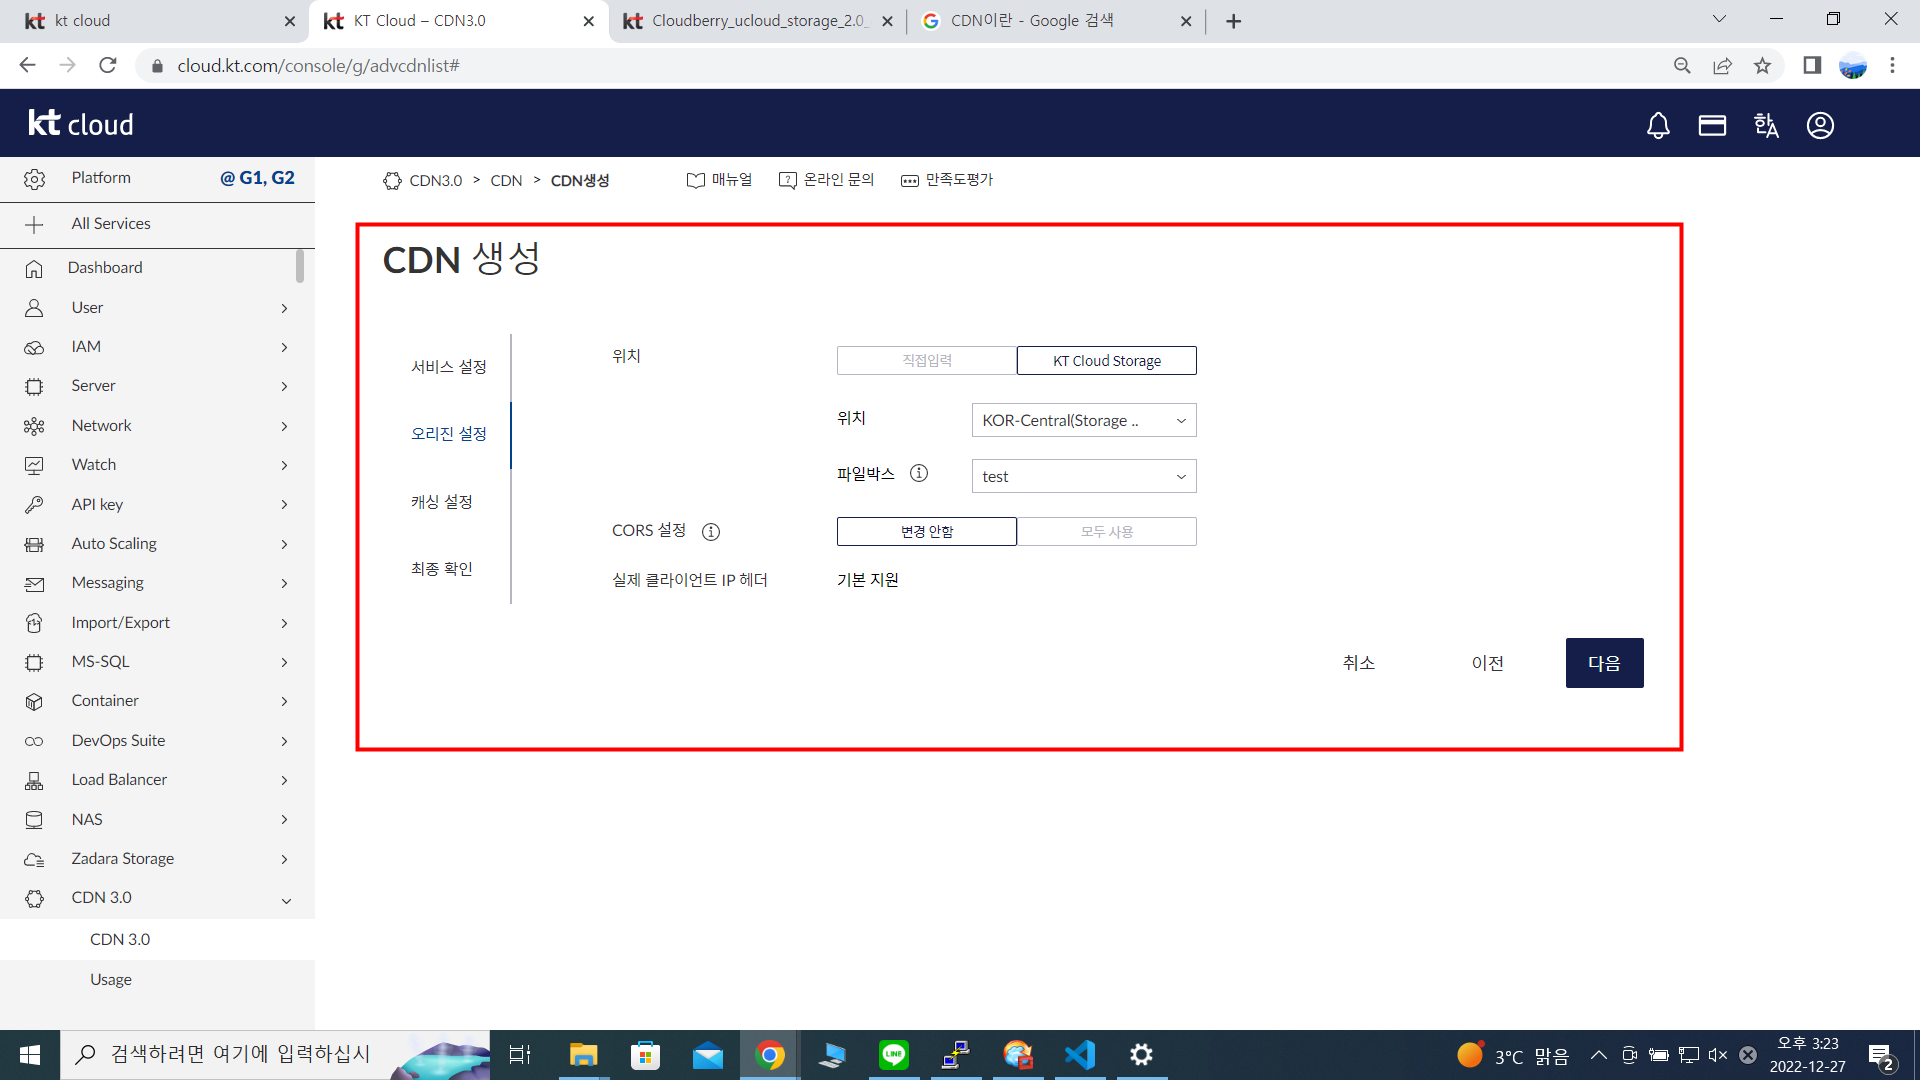 kt cloud
KT Cloud – CDN3.0
Cloudberry_ucloud_storage_2.0_
CDN이란 - Google 검색
cloud.kt.com/console/g/advcdnlist#
kt cloud
한A
Platform @ G1, G2
All Services
Dashboard
User
IAM
Server
Network
Watch
API key
Auto Scaling
Messaging
Import/Export
MS-SQL
Container
DevOps Suite
Load Balancer
NAS
Zadara Storage
CDN 3.0
CDN 3.0
Usage
CDN3.0 > CDN > CDN생성
매뉴얼
온라인 문의
만족도평가
CDN 생성
서비스 설정
오리진 설정
캐싱 설정
최종 확인
위치
직접입력
KT Cloud Storage
위치
KOR-Central(Storage ..
파일박스
test
CORS 설정
변경 안함
모두 사용
실제 클라이언트 IP 헤더
기본 지원
취소
이전
다음
검색하려면 여기에 입력하십시
LINE
3°C 맑음
오후 3:23
2022-12-27
2